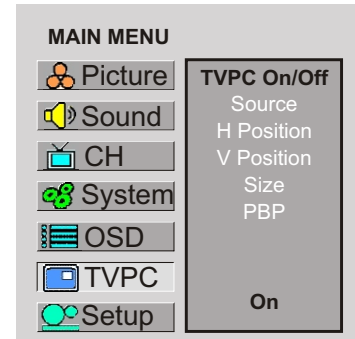 MAIN MENU
Picture
Sound
CH
System
OSD
TVPC
Setup
TVPC On/Off
Source
H Position
V Position
Size
PBP
On